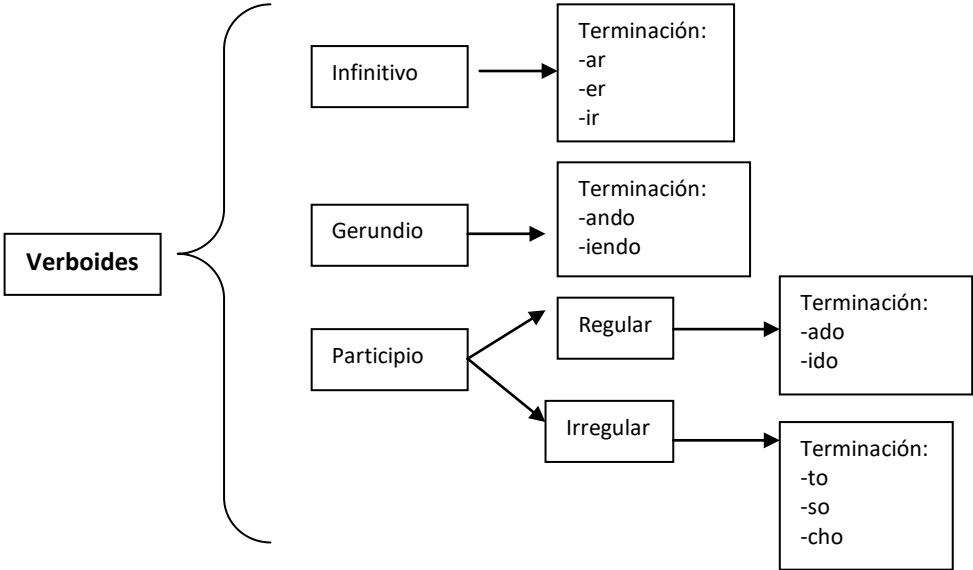 Verboides
Infinitivo
Terminación:
-ar
-er
-ir
Gerundio
Terminación:
-ando
-iendo
Participio
Regular
Terminación:
-ado
-ido
Irregular
Terminación:
-to
-so
-cho